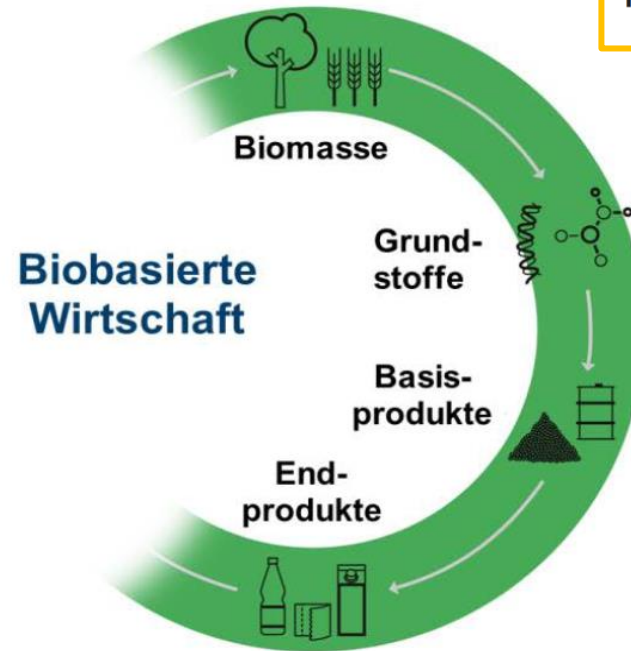 Biomasse
Grund-
stoffe
Biobasierte
Wirtschaft
Basis-
produkte
End-
produkte